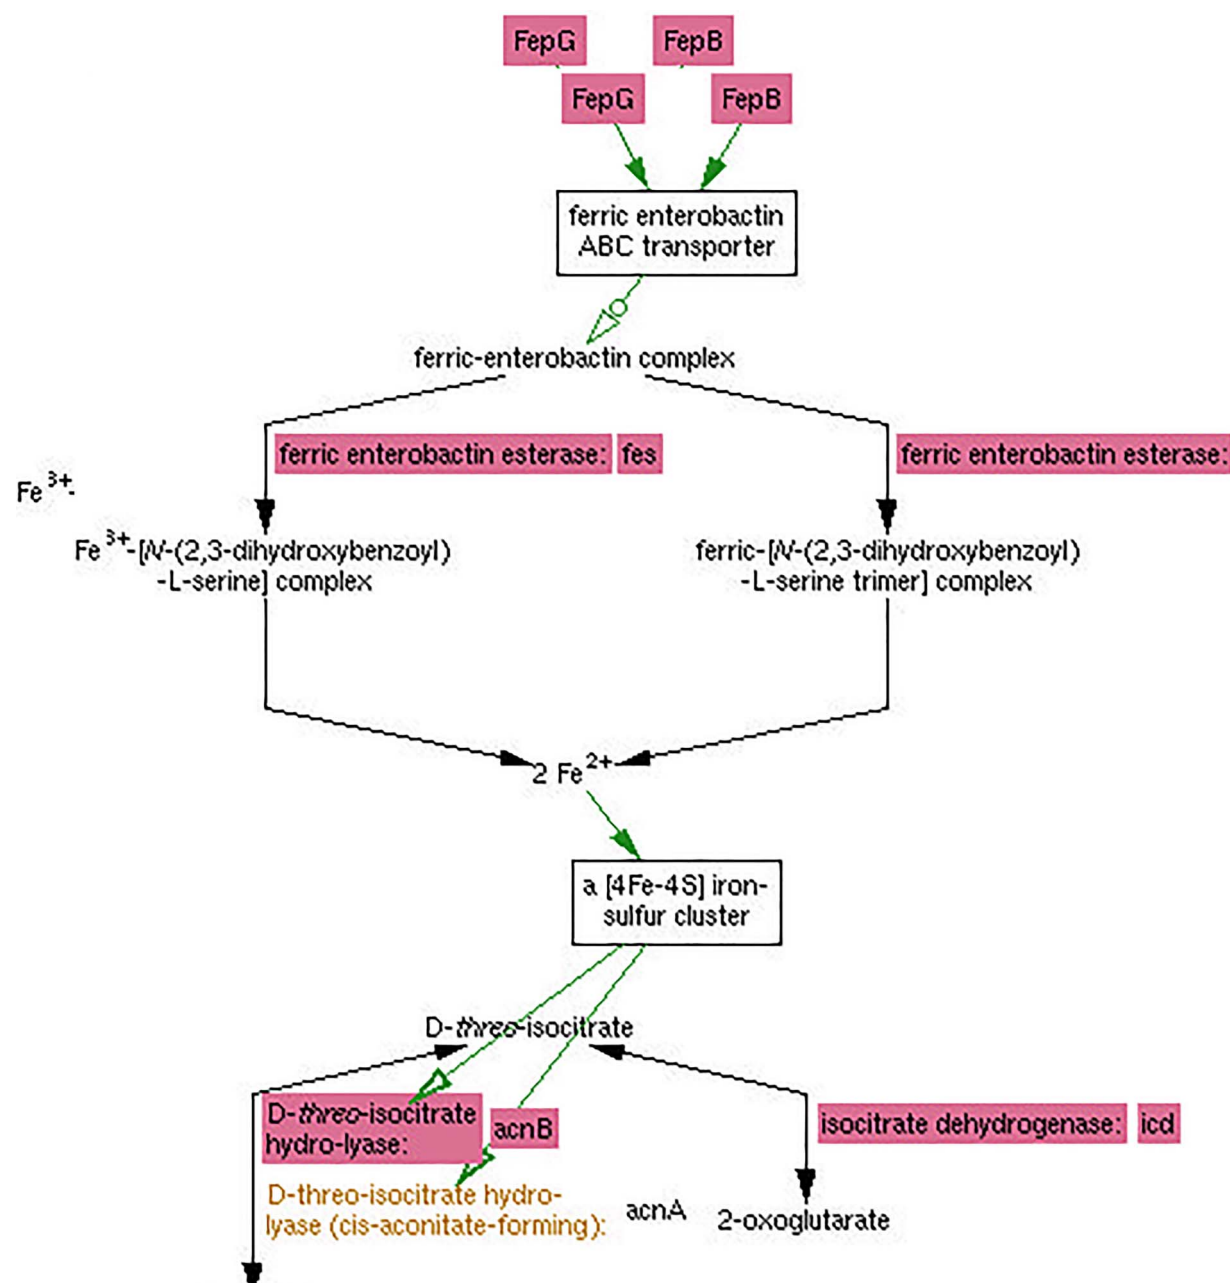 FepG FepB
FepG FepB
ferric enterobactin
ABC transporter
ferric-enterobactin complex
ferric enterobactin esterase: fes
ferric enterobactin esterase:
Fe3+-
Fe3+-[N-(2,3-dihydroxybenzoyl)
-L-serine] complex
ferric-[N-(2,3-dihydroxybenzoyl)
-L-serine trimer] complex
2 Fe2+
a [4Fe-4S] iron-
sulfur cluster
D-threo-isocitrate
D-threo-isocitrate
hydro-lyase:
acnB
isocitrate dehydrogenase: icd
D-threo-isocitrate hydro-
lyase (cis-aconitate-forming):
acnA
2-oxoglutarate